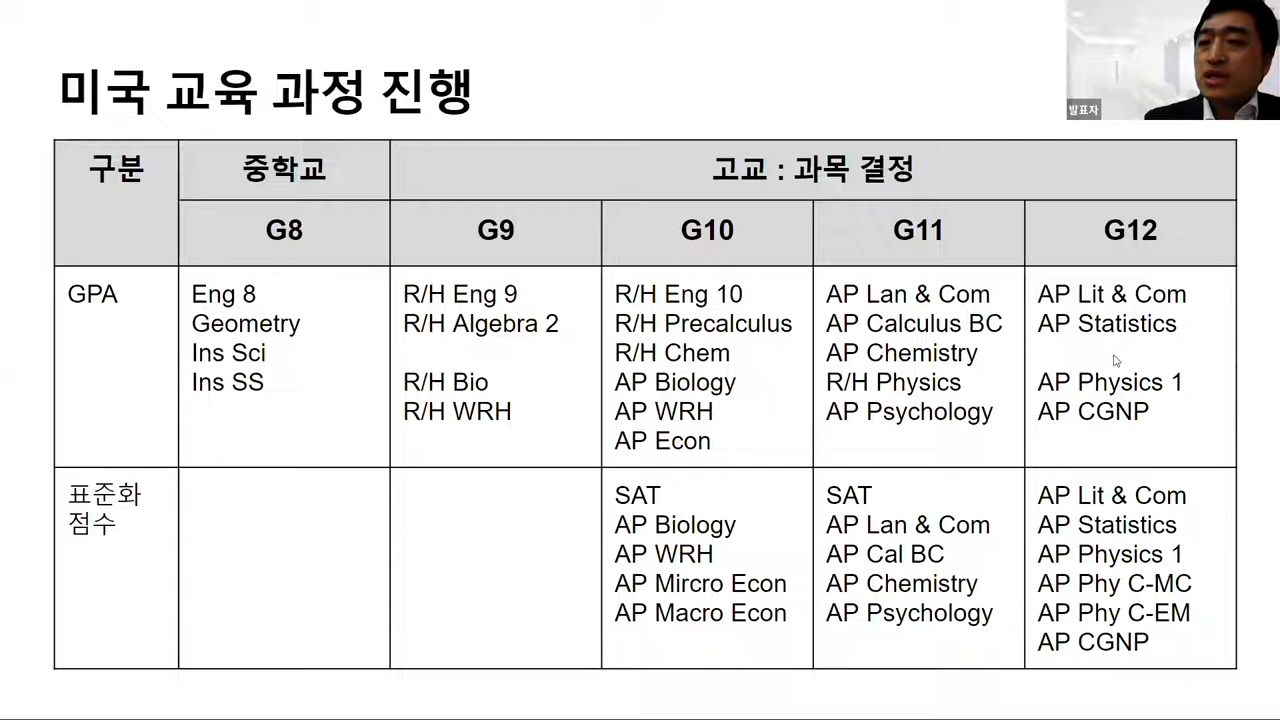 미국 교육 과정 진행
발표자
구분
중학교
고교 : 과목 결정
G8
G9
G10
G11
G12
GPA
Eng 8
Geometry
Ins Sci
Ins SS
R/H Eng 9
R/H Algebra 2
R/H Bio
R/H WRH
R/H Eng 10
R/H Precalculus
R/H Chem
AP Biology
AP WRH
AP Econ
AP Lan & Com
AP Calculus BC
AP Chemistry
R/H Physics
AP Psychology
AP Lit & Com
AP Statistics
AP Physics 1
AP CGNP
표준화
점수
SAT
AP Biology
AP WRH
AP Mircro Econ
AP Macro Econ
SAT
AP Lan & Com
AP Cal BC
AP Chemistry
AP Psychology
AP Lit & Com
AP Statistics
AP Physics 1
AP Phy C-MC
AP Phy C-EM
AP CGNP